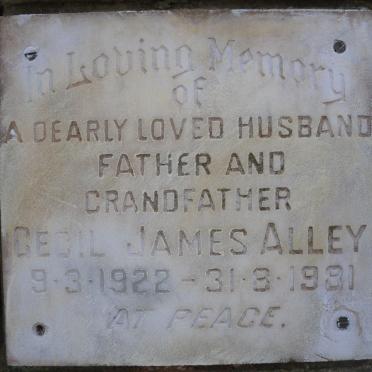 In Loving Memory
of
A DEARLY LOVED HUSBAND
FATHER AND
GRANDFATHER
CECIL JAMES ALLEY
9-3-1922 - 31-3-1981
AT PEACE.